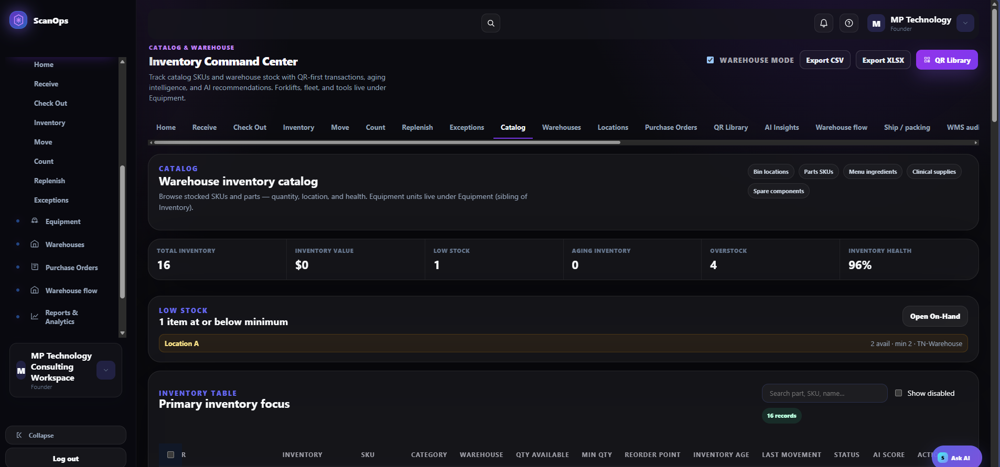 ScanOps
Home
Receive
Check Out
Inventory
Move
Count
Replenish
Exceptions
Equipment
Warehouses
Purchase Orders
Warehouse flow
Reports &
Analytics
M
MP Technology
Consulting
Workspace
Founder
Collapse
Log out
M
MP Technology
Founder
CATALOG & WAREHOUSE
Inventory Command Center
Track catalog SKUs and warehouse stock with QR-first transactions, aging
intelligence, and AI recommendations. Forklifts, fleet, and tools live under
Equipment.
WAREHOUSE MODE
Export CSV
Export XLSX
QR Library
Home Receive Check Out Inventory Move Count Replenish Exceptions Catalog Warehouses Locations Purchase Orders QR Library AI Insights Warehouse flow Ship / packing WMS audi
CATALOG
Warehouse inventory catalog
Browse stocked SKUs and parts — quantity, location, and health. Equipment units live under Equipment (sibling of
Inventory).
Bin locations Parts SKUs Menu ingredients Clinical supplies
Spare components
TOTAL INVENTORY
16
INVENTORY VALUE
$0
LOW STOCK
1
AGING INVENTORY
0
OVERSTOCK
4
INVENTORY HEALTH
96%
LOW STOCK
1 item at or below minimum
Open On-Hand
Location A
2 avail · min 2 · TN-Warehouse
INVENTORY TABLE
Primary inventory focus
Search part, SKU, name...
Show disabled
16 records
R INVENTORY SKU CATEGORY WAREHOUSE QTY AVAILABLE MIN QTY REORDER POINT INVENTORY AGE LAST MOVEMENT STATUS AI SCORE ACTI
S Ask AI